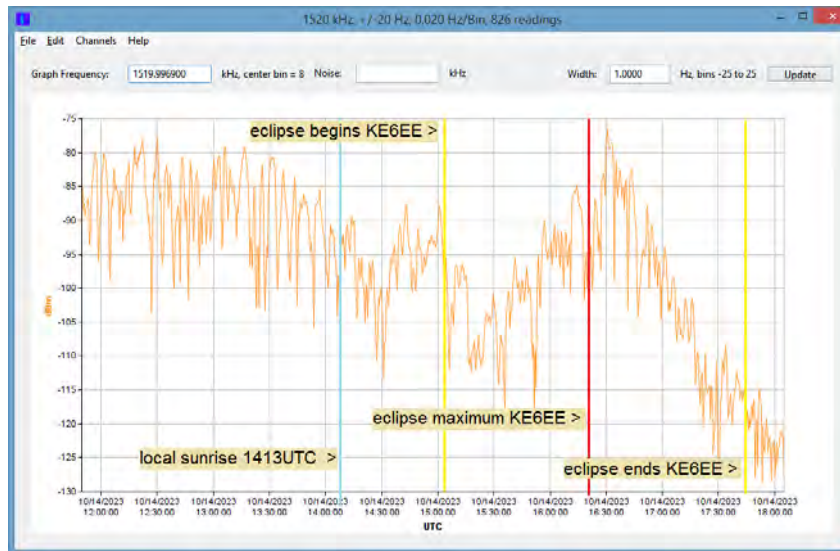 1520 kHz, +/-20 Hz, 0.020 Hz/Bin, 826 readings
File Edit Channels Help
Graph Frequency: 1519.996900 kHz, center bin = 8 Noise: kHz Width: 1.0000 Hz, bins -25 to 25 Update
-75
eclipse begins KE6EE >
-80
-85
-90
-95
-100
-105
-110
-115
-120
-125
-130
eclipse maximum KE6EE >
local sunrise 1413UTC >
eclipse ends KE6EE >
10/14/2023 10/14/2023 10/14/2023 10/14/2023 10/14/2023 10/14/2023 10/14/2023 10/14/2023 10/14/2023 10/14/2023 10/14/2023 10/14/2023 10/14/2023
12:00:00 12:30:00 13:00:00 13:30:00 14:00:00 14:30:00 15:00:00 15:30:00 16:00:00 16:30:00 17:00:00 17:30:00 18:00:00
UTC